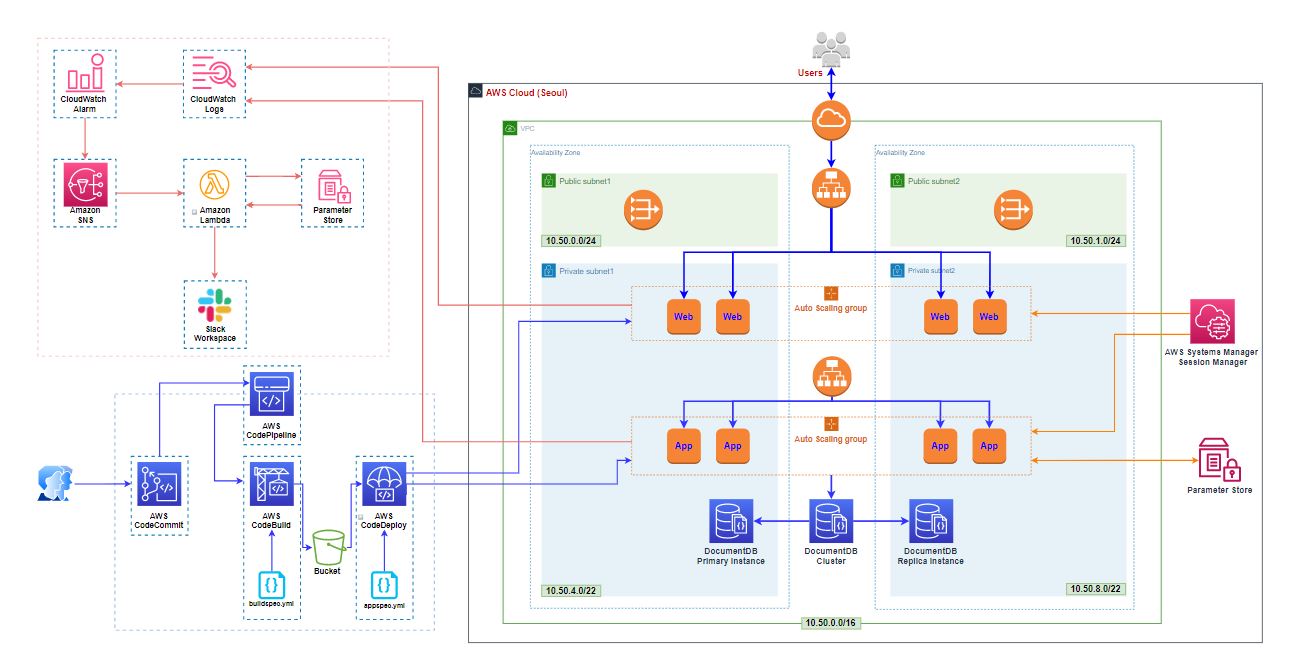 Users
AWS Cloud (Seoul)
VPC
CloudWatch
Alarm
CloudWatch
Logs
Amazon
SNS
Amazon
Lambda
Parameter
Store
Slack
Workspace
Availability Zone
Availability Zone
Public subnet1
Public subnet2
10.50.0.0/24
10.50.1.0/24
Private subnet1
Private subnet2
Web
Web
Auto Scaling group
Web
Web
AWS Systems Manager
Session Manager
App
App
Auto Scaling group
App
App
Parameter Store
DocumentDB
Primary Instance
DocumentDB
Cluster
DocumentDB
Replica Instance
10.50.4.0/22
10.50.8.0/22
10.50.0.0/16
AWS
CodePipeline
AWS
CodeCommit
AWS
CodeBuild
AWS
CodeDeploy
Bucket
buildspec.yml
appspec.yml